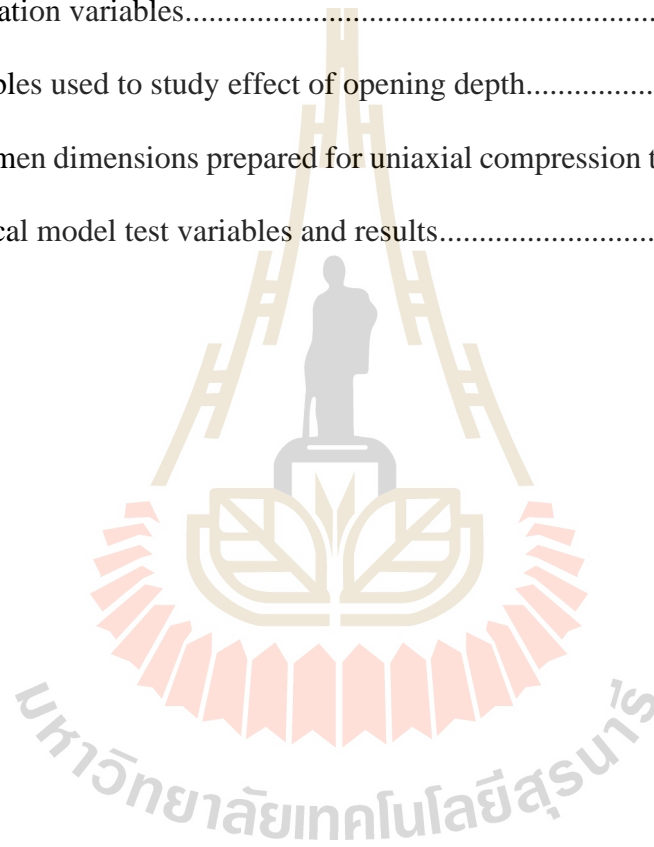 ation variables
bles used to study effect of opening depth
men dimensions prepared for uniaxial compression t
cal model test variables and results
มหาวิทยาลัยเทคโนโลยีสุรนารี